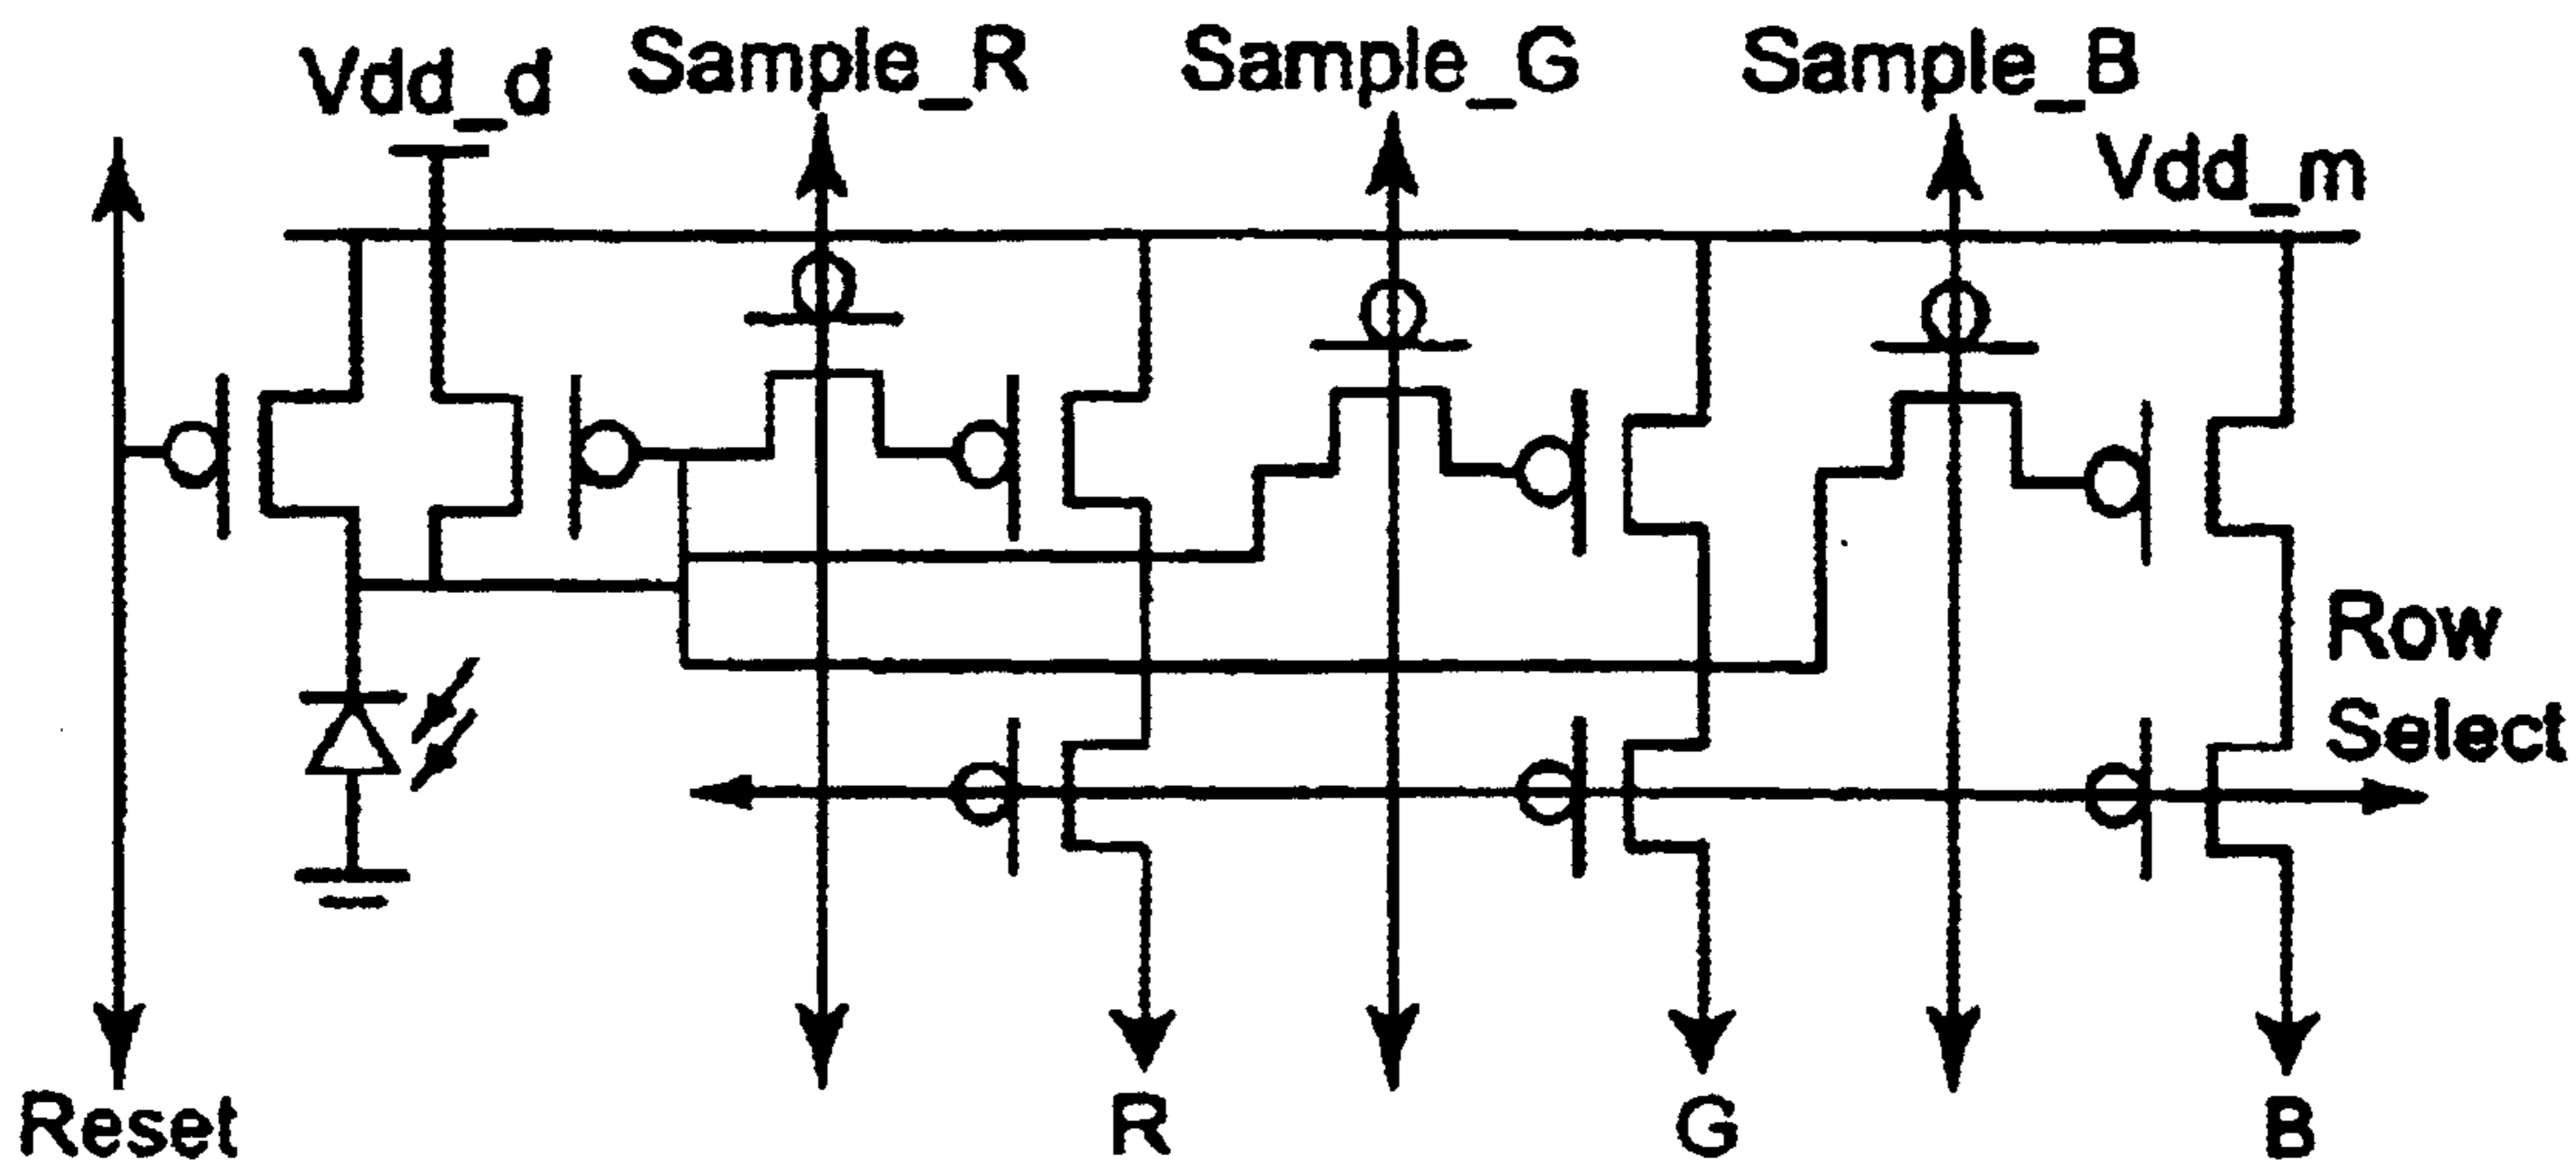 Vdd_d
Sample_R
Sample_G
Sample_B
Vdd_m
Row
Select
Reset
R
G
B